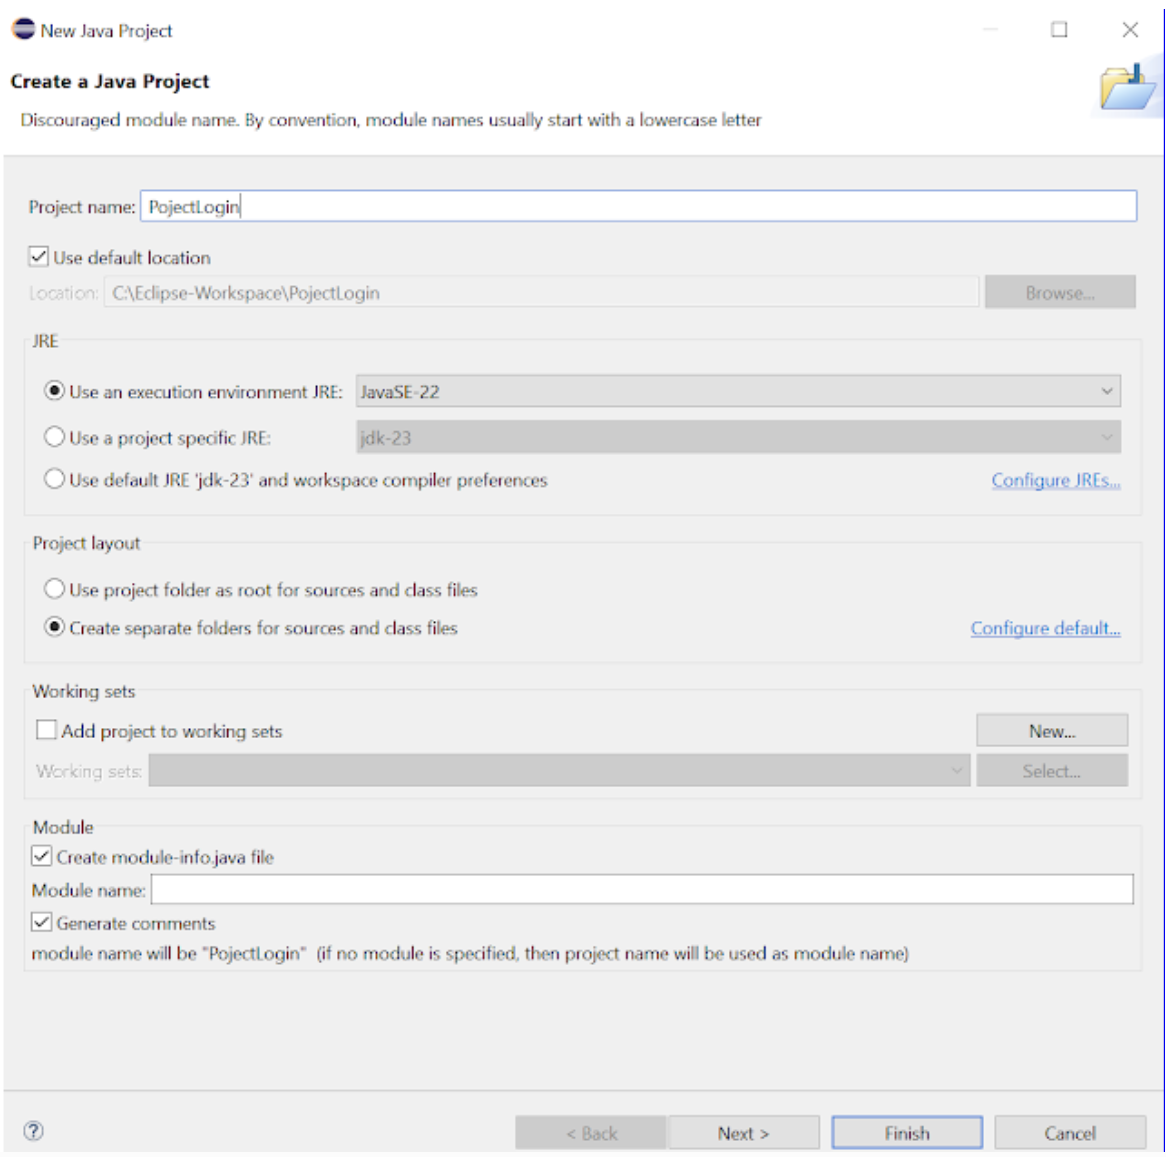 New Java Project
Create a Java Project
Discouraged module name. By convention, module names usually start with a lowercase letter
Project name: PojectLogin
Use default location
Location: C:\Eclipse-Workspace\PojectLogin Browse...
JRE
Use an execution environment JRE: JavaSE-22
Use a project specific JRE: jdk-23
Use default JRE 'jdk-23' and workspace compiler preferences Configure JREs...
Project layout
Use project folder as root for sources and class files
Create separate folders for sources and class files Configure default...
Working sets
Add project to working sets New...
Working sets: Select...
Module
Create module-info.java file
Module name:
Generate comments
module name will be "PojectLogin" (if no module is specified, then project name will be used as module name)
? < Back Next > Finish Cancel